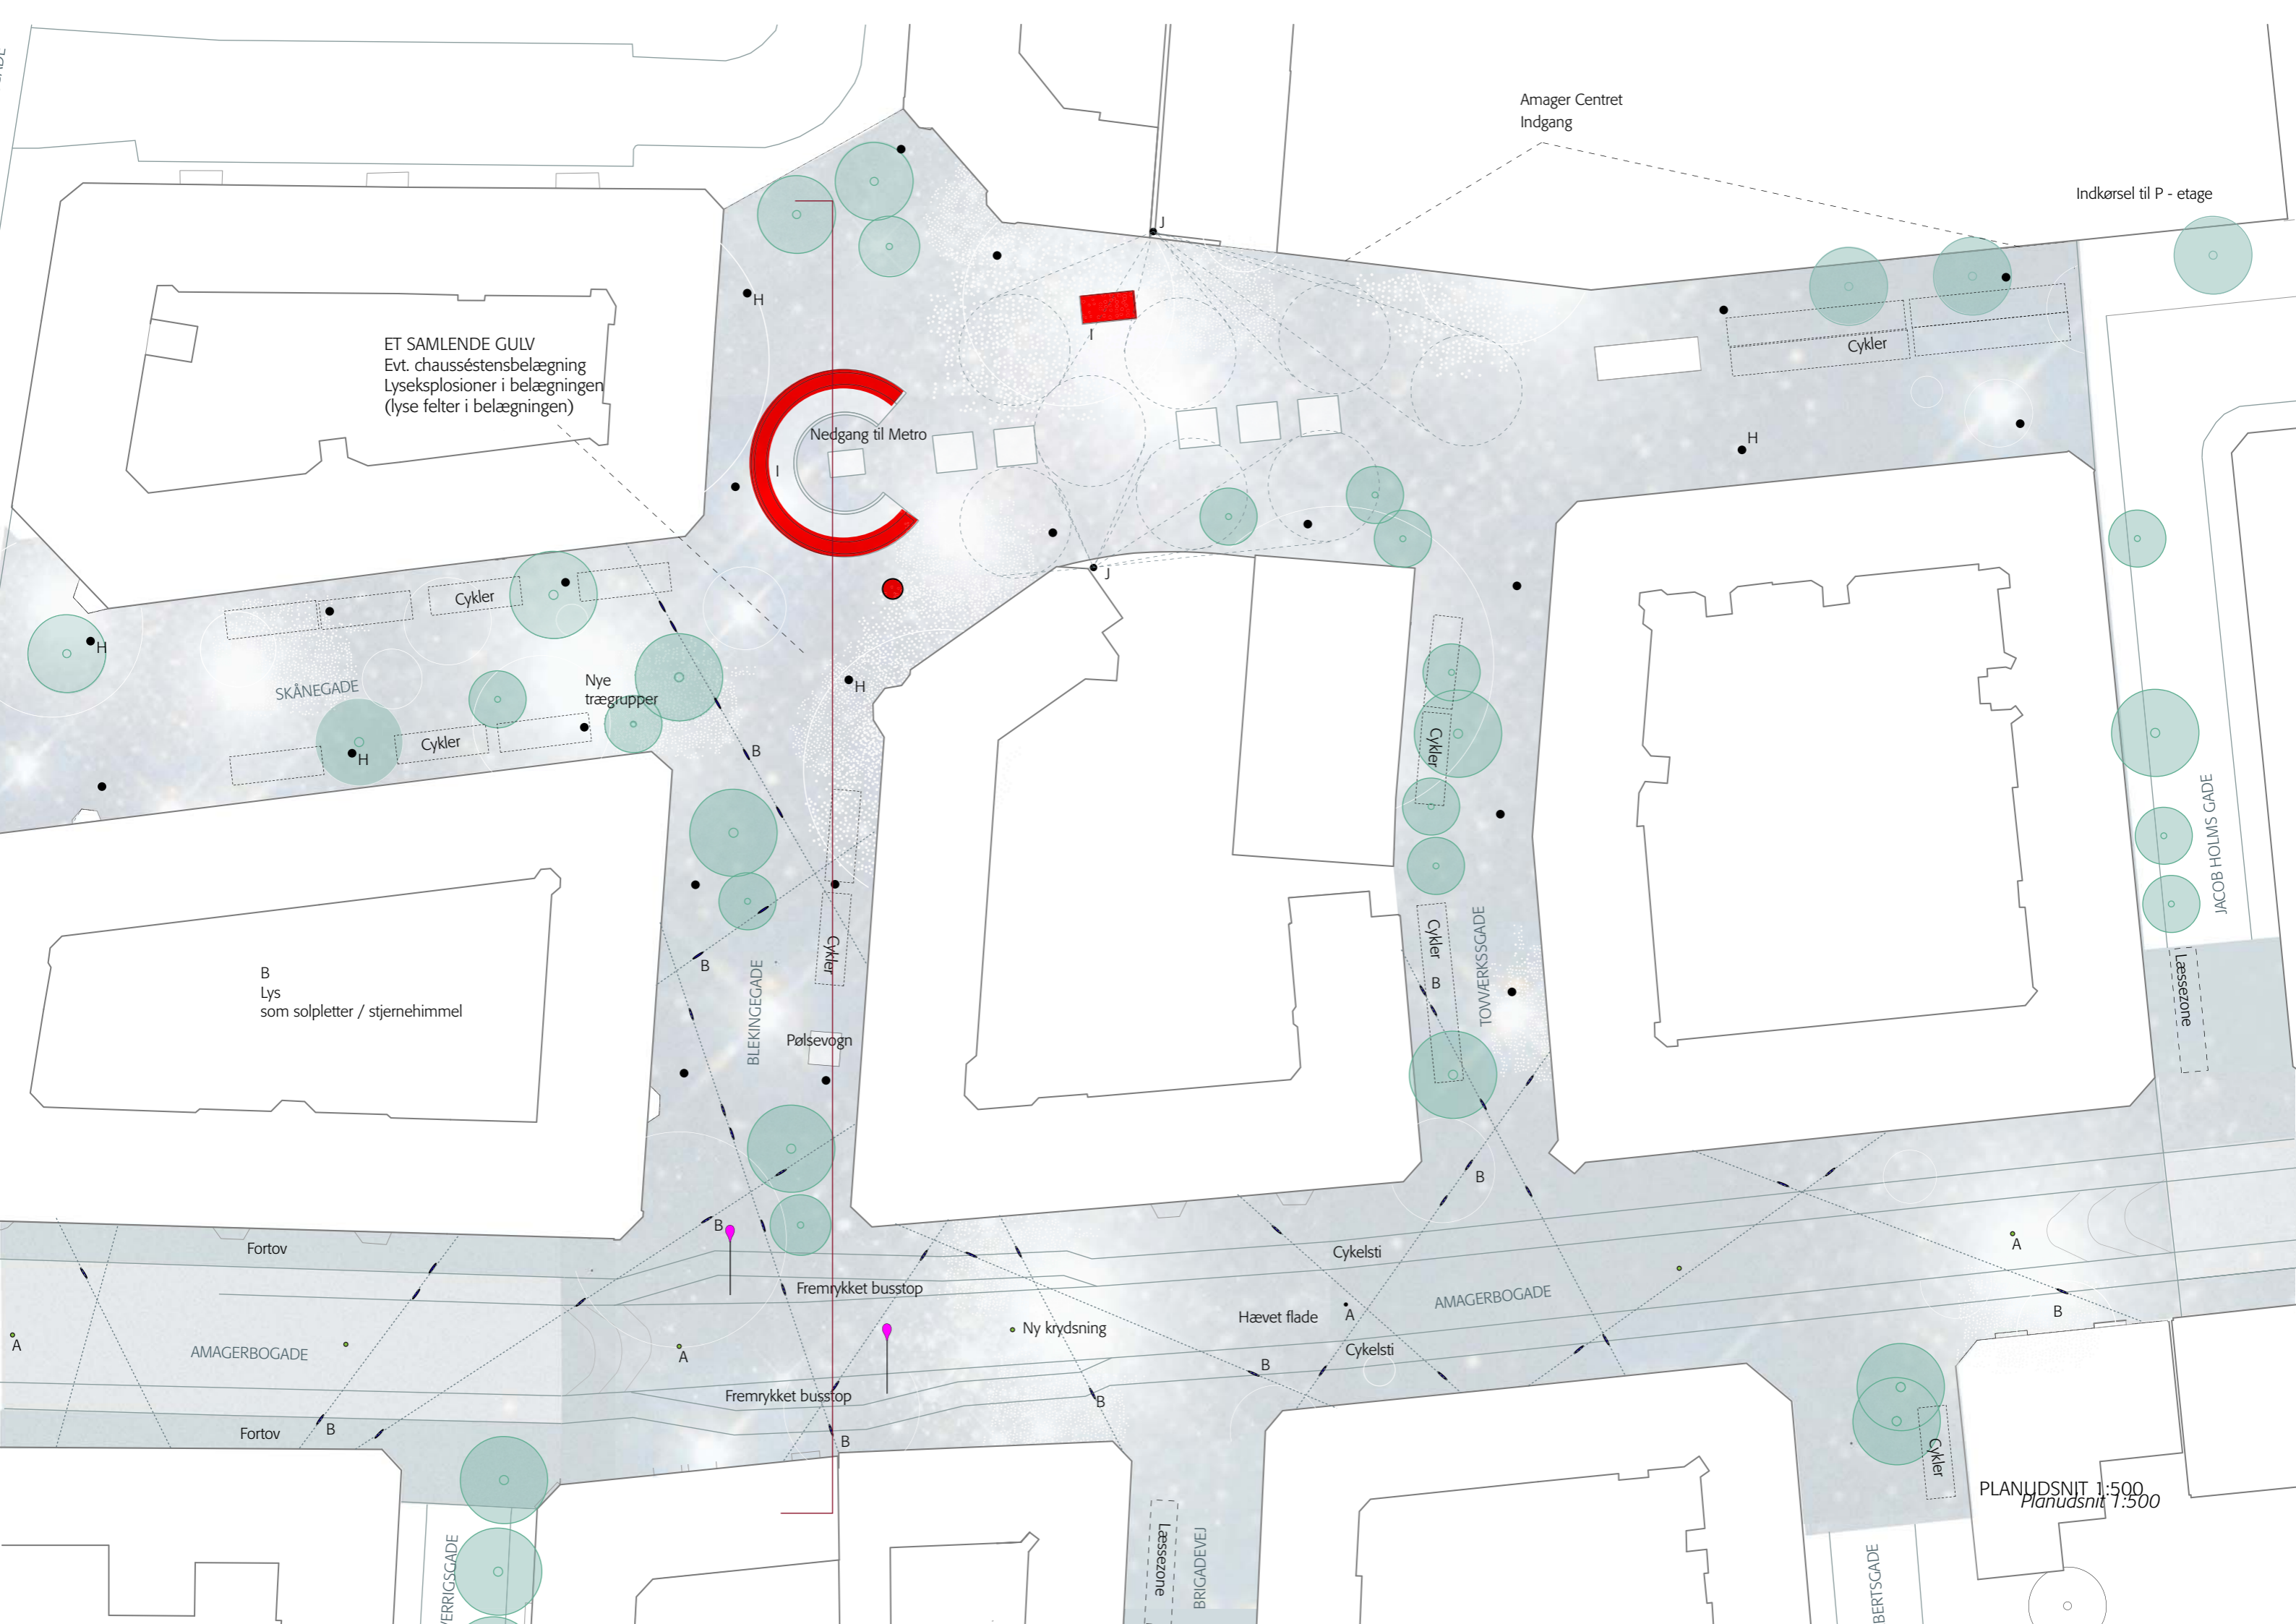 Amager Centret
Indgang
Indkørsel til P - etage
J
H
I
ET SAMLENDE GULV
Evt. chausséstensbelægning
Lyseksplosioner i belægningen
(lyse felter i belægningen)
Cykler
Nedgang til Metro
I
H
J
Cykler
H
SKÅNEGADE
Nye
trægrupper
H
Cykler
H
B
Cykler
JACOB HOLMS GADE
B
Lys
som solpletter / stjernehimmel
B
Cykler
BLEKINGEGADE
Pølsevogn
Cykler
B
TOVVÆRKSGADE
Læssezone
B
B
Fortov
Cykelsti
A
Fremrykket busstop
AMAGERBOGADE
B
Hævet flade
A
Ny krydsning
A
AMAGERBOGADE
A
Cykelsti
B
Fremrykket busstop
B
Fortov
B
B
Cykler
PLANUDSNIT 1:500
Planudsnit 1:500
Læssezone
BRIGADEVEJ
VERRIGSGADE
BERTSGADE